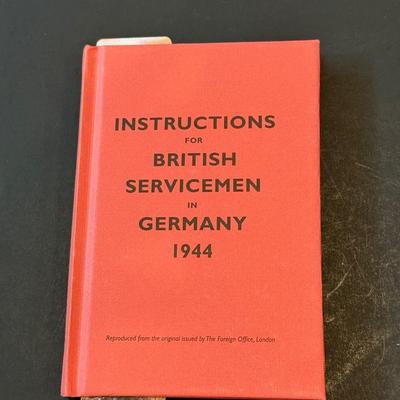 INSTRUCTIONS
FOR
BRITISH
SERVICEMEN
IN
GERMANY
1944
Reproduced from the original issued by The Foreign Office, London